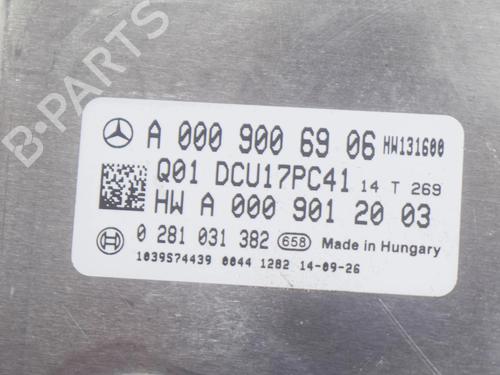 A 000 900 69 06 HW131600
Q01 DCU17PC41 14 T 269
HW A 000 901 20 03
0 281 031 382 658 Made in Hungary
1039S74439 0044 1282 14-09-26
B-PARTS